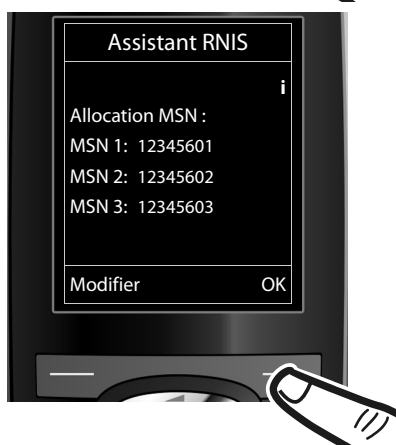 Assistant RNIS
i
Allocation MSN :
MSN 1: 12345601
MSN 2: 12345602
MSN 3: 12345603
Modifier OK